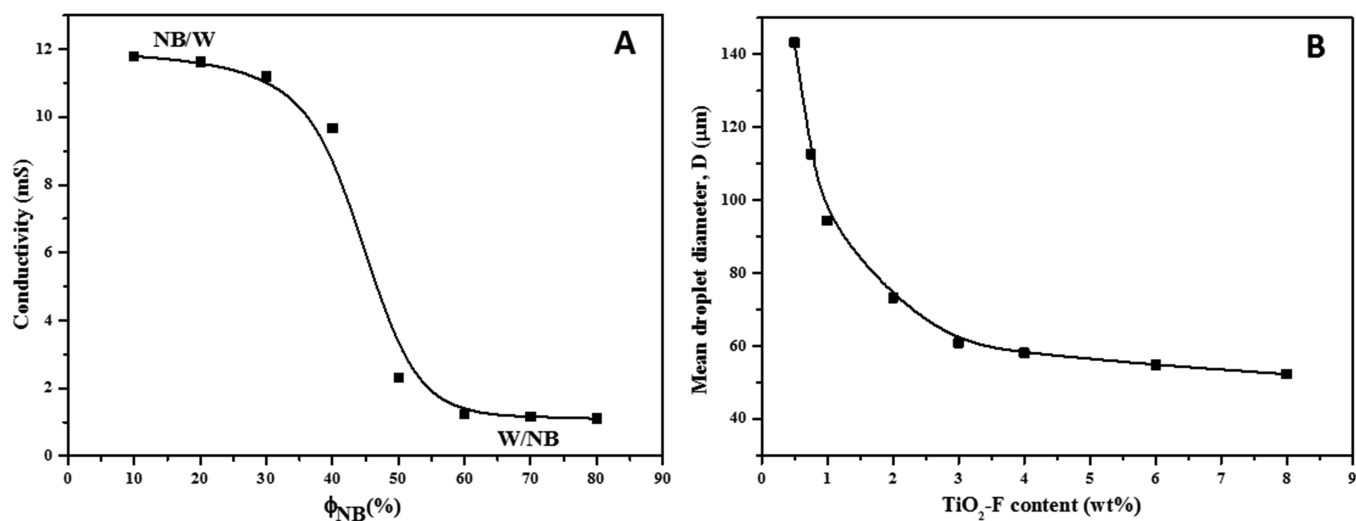 A
NB/W
W/NB
Conductivity (mS)
12
10
8
6
4
2
0
0 10 20 30 40 50 60 70 80 90
ϕNB(%)
B
Mean droplet diameter, D (μm)
140
120
100
80
60
40
0 1 2 3 4 5 6 7 8 9
TiO2-F content (wt%)